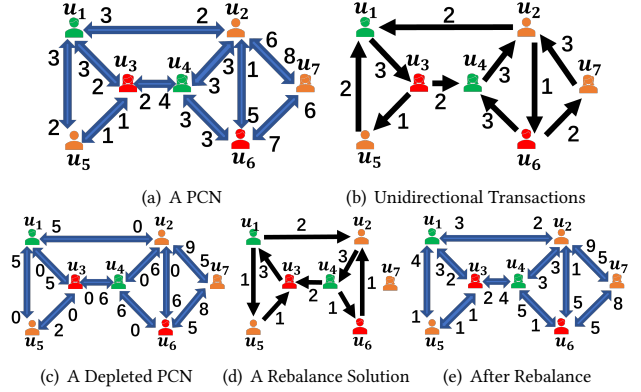 u1 3 2 u2
3 3 u3 u4 3 6 8 u7
2 2 4 3 1 6
2 1 1 3 3 5 7
u5 u6
(a) A PCN
u1 2 u2
3 u3 u4 3 3 u7
2 2 1
1 3 2
u5 u6
(b) Unidirectional Transactions
u1 5 0 u2
5 0 u3 u4 0 9 u7
0 5 6 0 5
0 6
0 2 0 6 0 6 5 8
u5 u6
(c) A Depleted PCN
u1 2 u2
1 3 u3 u4 3 u7
2 1
1 1
u5 u6
(d) A Rebalance Solution
u1 3 2 u2
4 3 u3 u4 3 9 u7
2 2 4 3 1 5
1 1 1 5 1 5 5 8
u5 u6
(e) After Rebalance